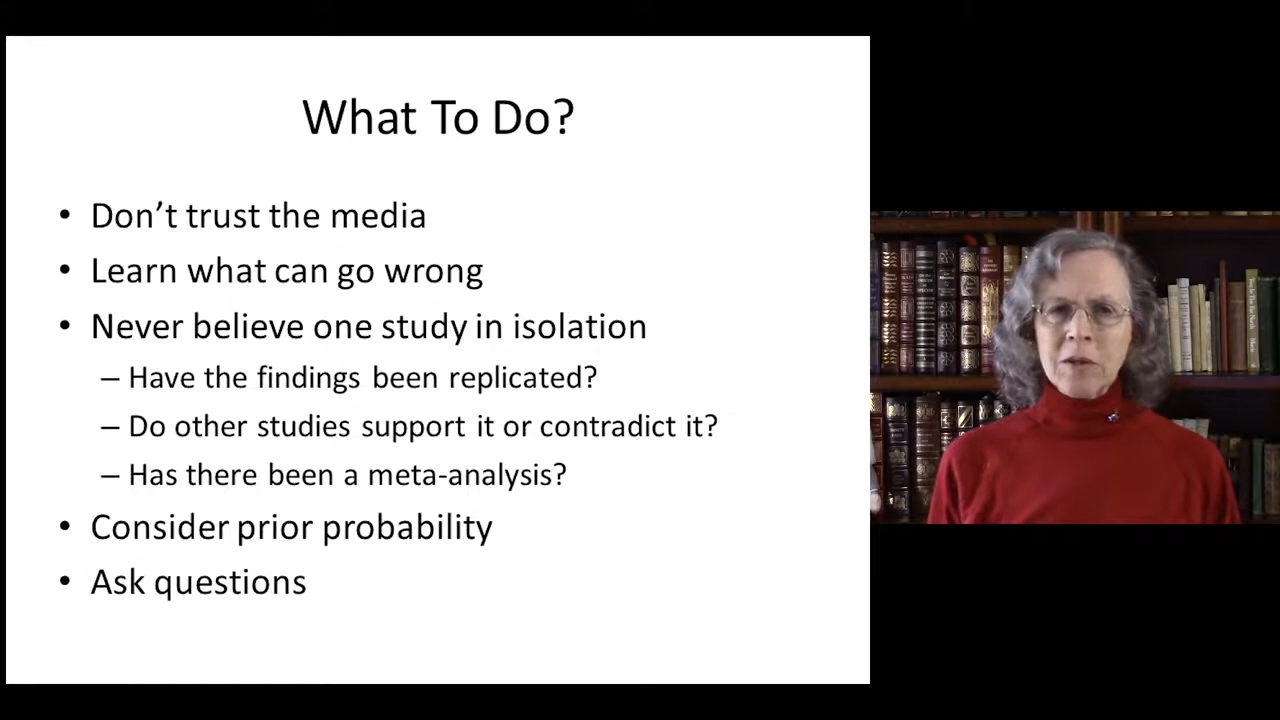 What To Do?
• Don’t trust the media
• Learn what can go wrong
• Never believe one study in isolation
– Have the findings been replicated?
– Do other studies support it or contradict it?
– Has there been a meta-analysis?
• Consider prior probability
• Ask questions